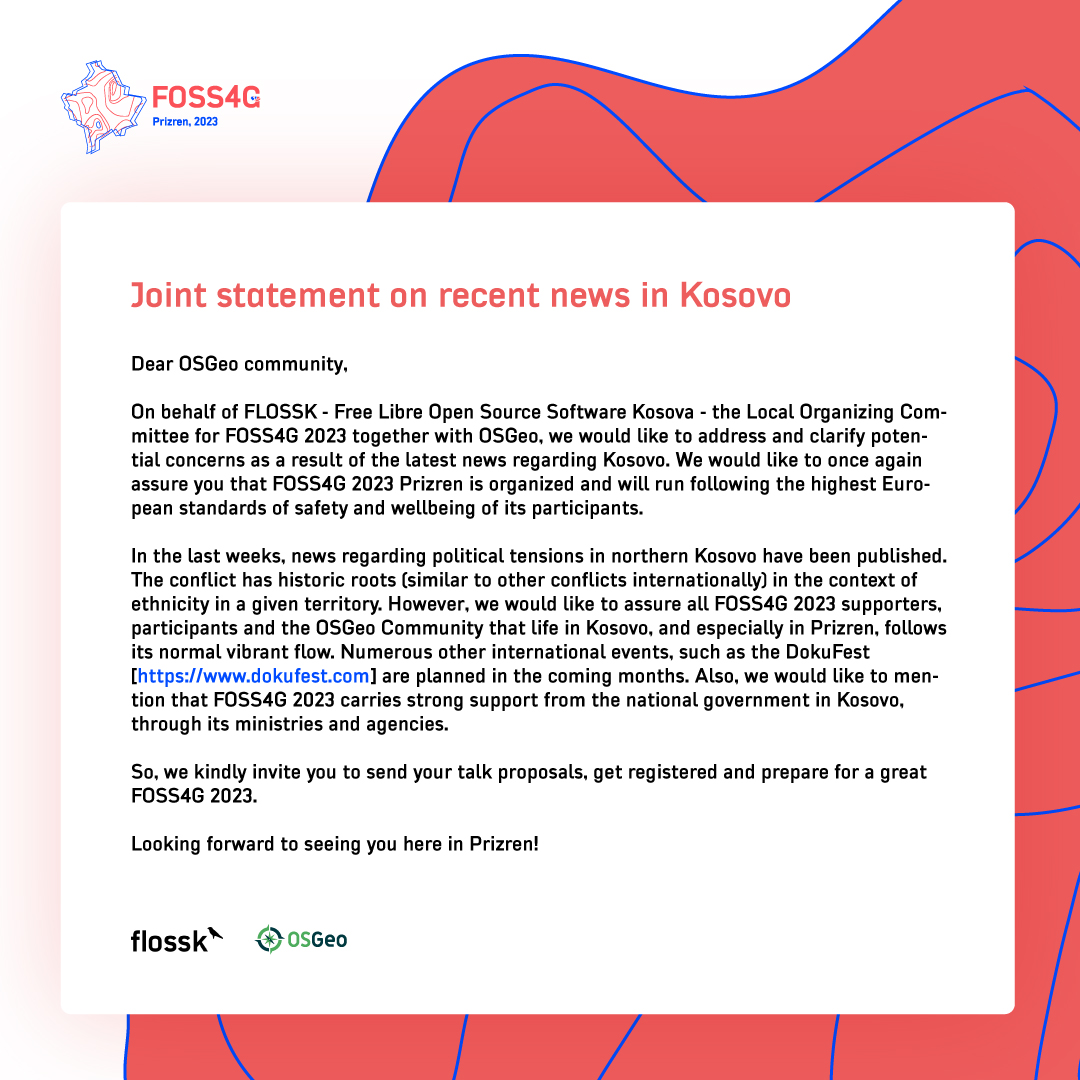 FOSS4G
Prizren, 2023
Joint statement on recent news in Kosovo
Dear OSGeo community,
On behalf of FLOSSK - Free Libre Open Source Software Kosova - the Local Organizing Com-
mittee for FOSS4G 2023 together with OSGeo, we would like to address and clarify poten-
tial concerns as a result of the latest news regarding Kosovo. We would like to once again
assure you that FOSS4G 2023 Prizren is organized and will run following the highest Euro-
pean standards of safety and wellbeing of its participants.
In the last weeks, news regarding political tensions in northern Kosovo have been published.
The conflict has historic roots (similar to other conflicts internationally) in the context of
ethnicity in a given territory. However, we would like to assure all FOSS4G 2023 supporters,
participants and the OSGeo Community that life in Kosovo, and especially in Prizren, follows
its normal vibrant flow. Numerous other international events, such as the DokuFest
[https://www.dokufest.com] are planned in the coming months. Also, we would like to men-
tion that FOSS4G 2023 carries strong support from the national government in Kosovo,
through its ministries and agencies.
So, we kindly invite you to send your talk proposals, get registered and prepare for a great
FOSS4G 2023.
Looking forward to seeing you here in Prizren!
flossk
OSGeo